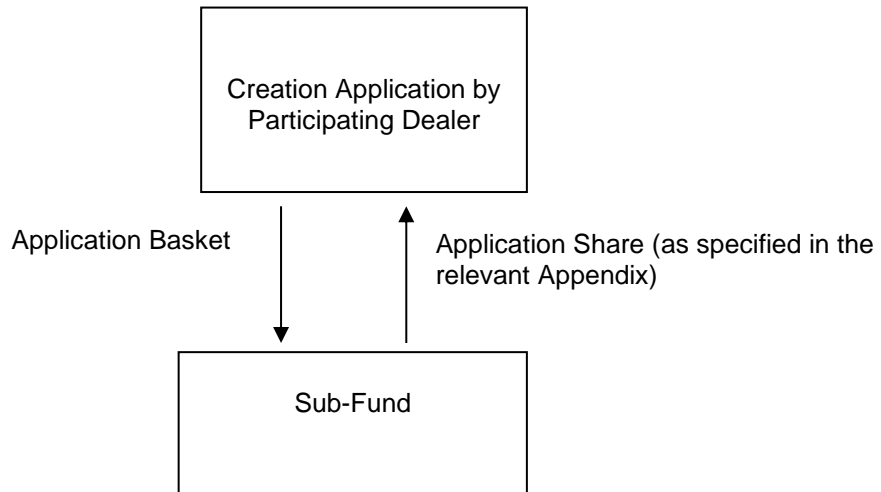 Creation Application by
Participating Dealer
Application Basket
Application Share (as specified in the
relevant Appendix)
Sub-Fund